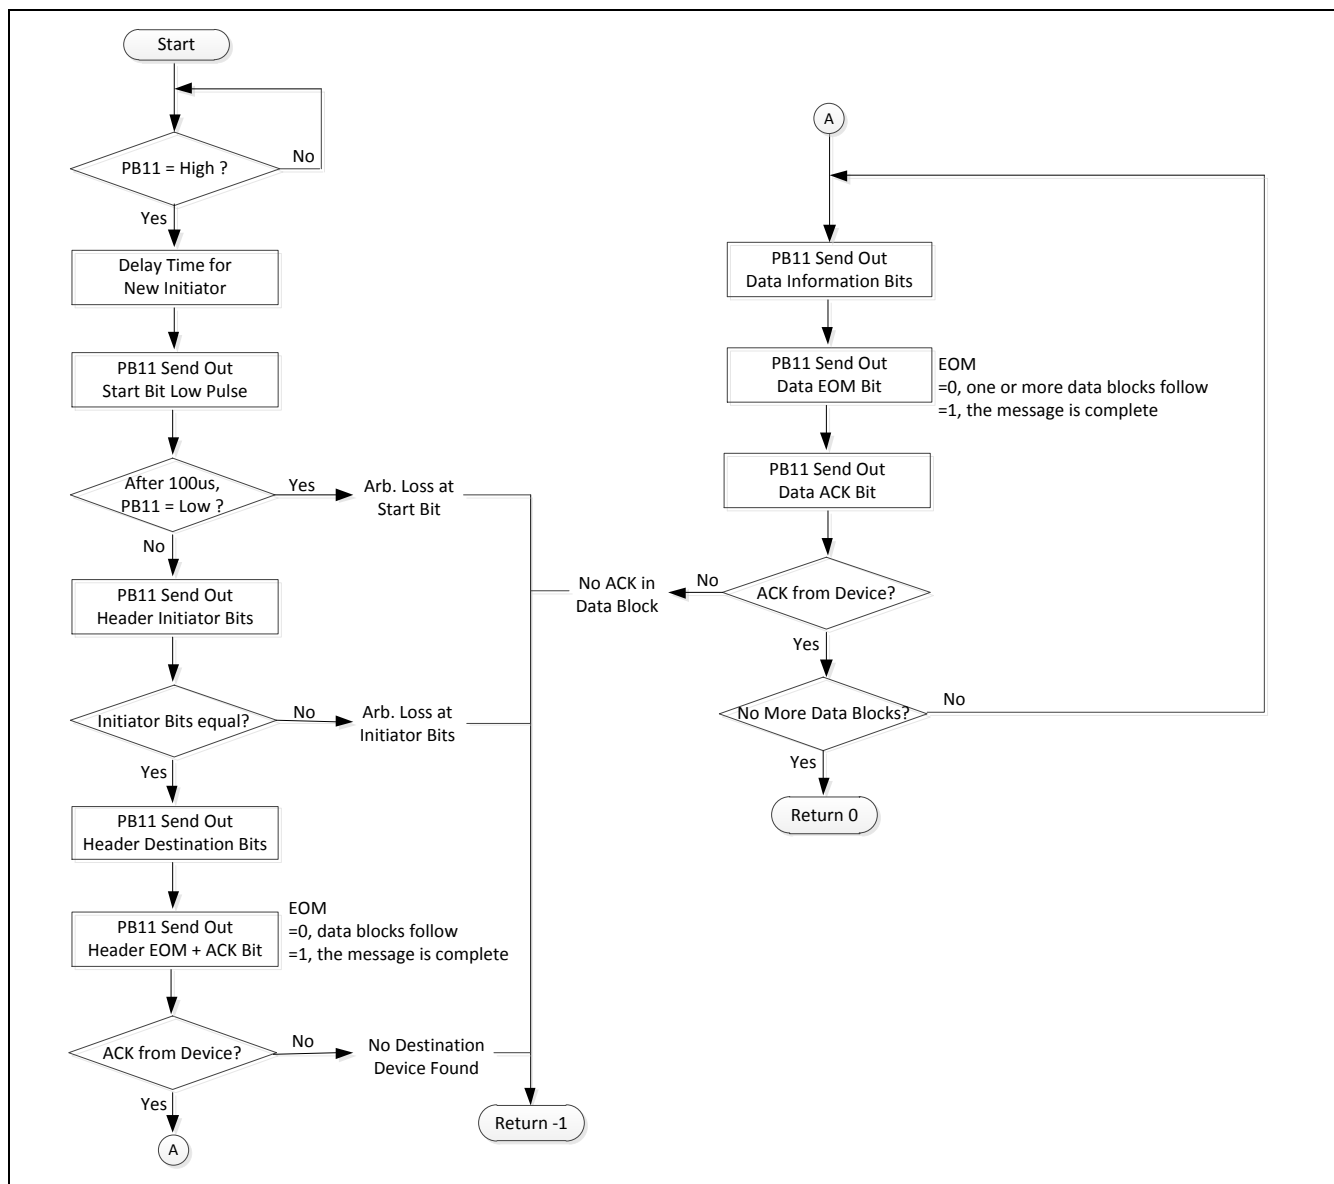 Start
PB11 = High ?
No
Yes
Delay Time for
New Initiator
PB11 Send Out
Start Bit Low Pulse
After 100us,
PB11 = Low ?
Yes
Arb. Loss at
Start Bit
No
PB11 Send Out
Header Initiator Bits
Initiator Bits equal?
No
Arb. Loss at
Initiator Bits
Yes
PB11 Send Out
Header Destination Bits
PB11 Send Out
Header EOM + ACK Bit
EOM
=0, data blocks follow
=1, the message is complete
ACK from Device?
No
No Destination
Device Found
Yes
A
Return -1
A
PB11 Send Out
Data Information Bits
PB11 Send Out
Data EOM Bit
EOM
=0, one or more data blocks follow
=1, the message is complete
PB11 Send Out
Data ACK Bit
ACK from Device?
No
No ACK in
Data Block
Yes
No More Data Blocks?
No
Yes
Return 0